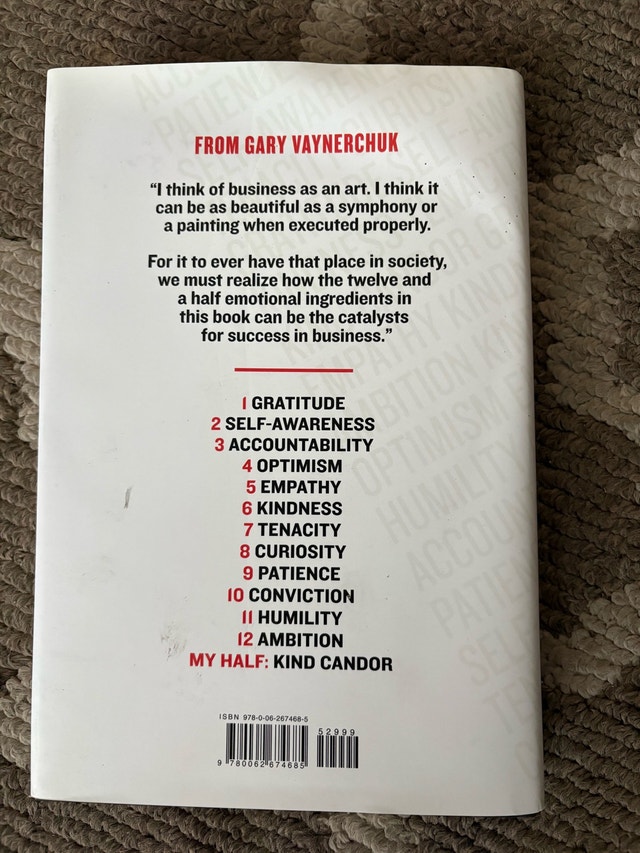 FROM GARY VAYNERCHUK
“I think of business as an art. I think it
can be as beautiful as a symphony or
a painting when executed properly.
For it to ever have that place in society,
we must realize how the twelve and
a half emotional ingredients in
this book can be the catalysts
for success in business.”
1 GRATITUDE
2 SELF-AWARENESS
3 ACCOUNTABILITY
4 OPTIMISM
5 EMPATHY
6 KINDNESS
7 TENACITY
8 CURIOSITY
9 PATIENCE
10 CONVICTION
11 HUMILITY
12 AMBITION
MY HALF: KIND CANDOR
ISBN 978-0-06-267468-5
52999
9 780062 674685